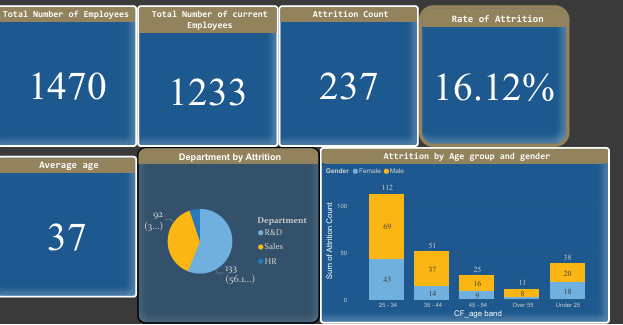 Total Number of Employees
1470
Total Number of current
Employees
1233
Attrition Count
237
Rate of Attrition
16.12%
Average age
37
Department by Attrition
92
(3...)
133
(56.1...)
Department
R&D
Sales
HR
Attrition by Age group and gender
Gender Female Male
Sum of Attrition Count
100
50
0
112
69
43
51
37
14
25
16
9
11
8
38
20
18
25 - 34
35 - 44
45 - 54
Over 55
Under 25
CF_age band